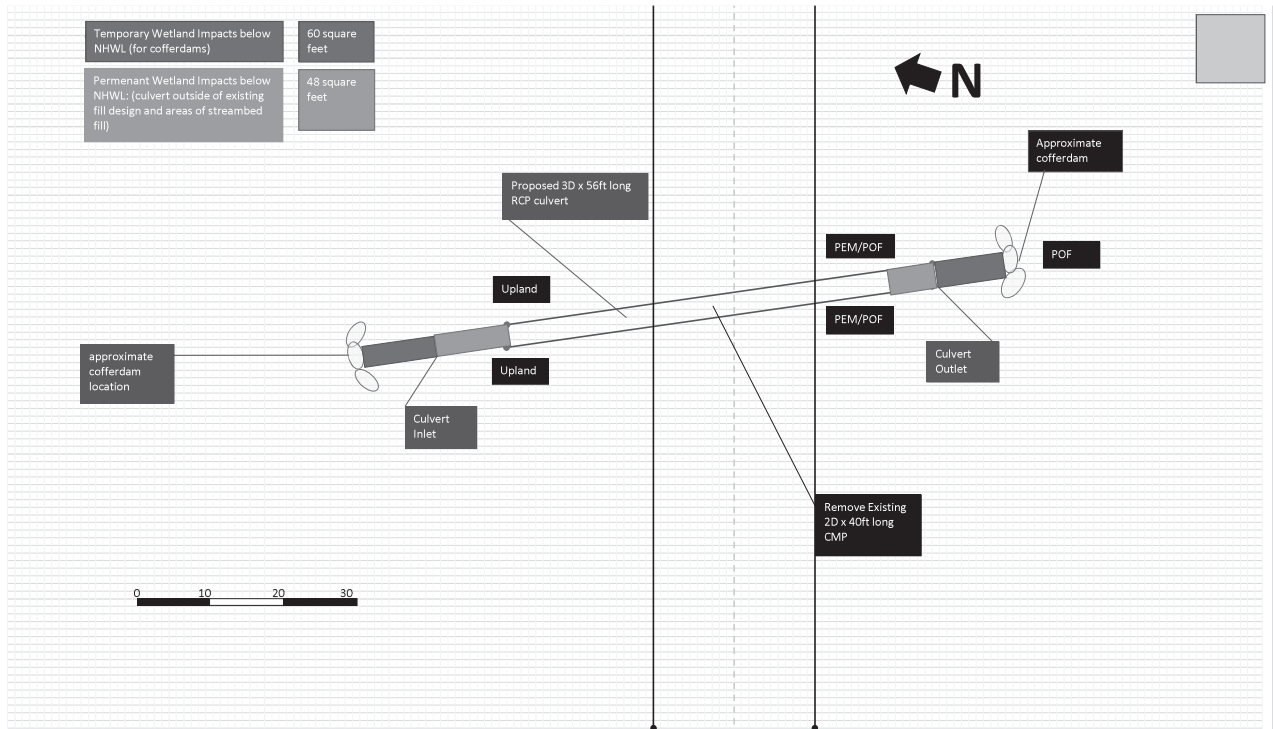 Temporary Wetland Impacts below
NHWL (for cofferdams)
60 square
feet
Permenant Wetland Impacts below
NHWL: (culvert outside of existing
fill design and areas of streambed
fill)
48 square
feet
N
Approximate
cofferdam
Proposed 3D x 56ft long
RCP culvert
PEM/POF
POF
Upland
PEM/POF
Culvert
Outlet
approximate
cofferdam
location
Upland
Culvert
Inlet
Remove Existing
2D x 40ft long
CMP
0 10 20 30